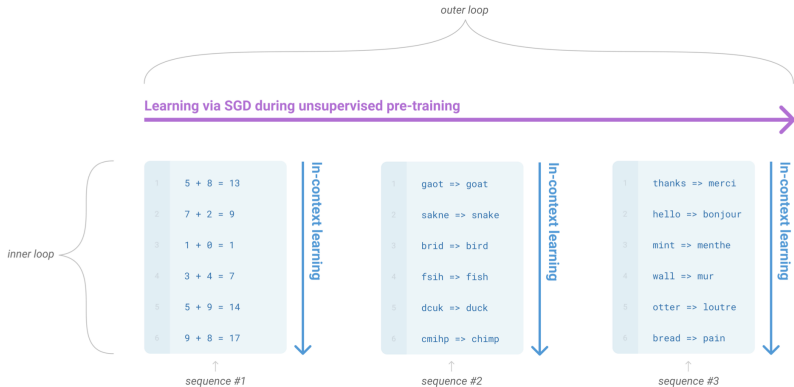 outer loop
Learning via SGD during unsupervised pre-training
inner loop
1 5 + 8 = 13
2 7 + 2 = 9
3 1 + 0 = 1
4 3 + 4 = 7
5 5 + 9 = 14
6 9 + 8 = 17
In-context learning
sequence #1
1 gaot => goat
2 sakne => snake
3 brid => bird
4 fsih => fish
5 dcuk => duck
6 cmihp => chimp
In-context learning
sequence #2
1 thanks => merci
2 hello => bonjour
3 mint => menthe
4 wall => mur
5 otter => loutre
6 bread => pain
In-context learning
sequence #3